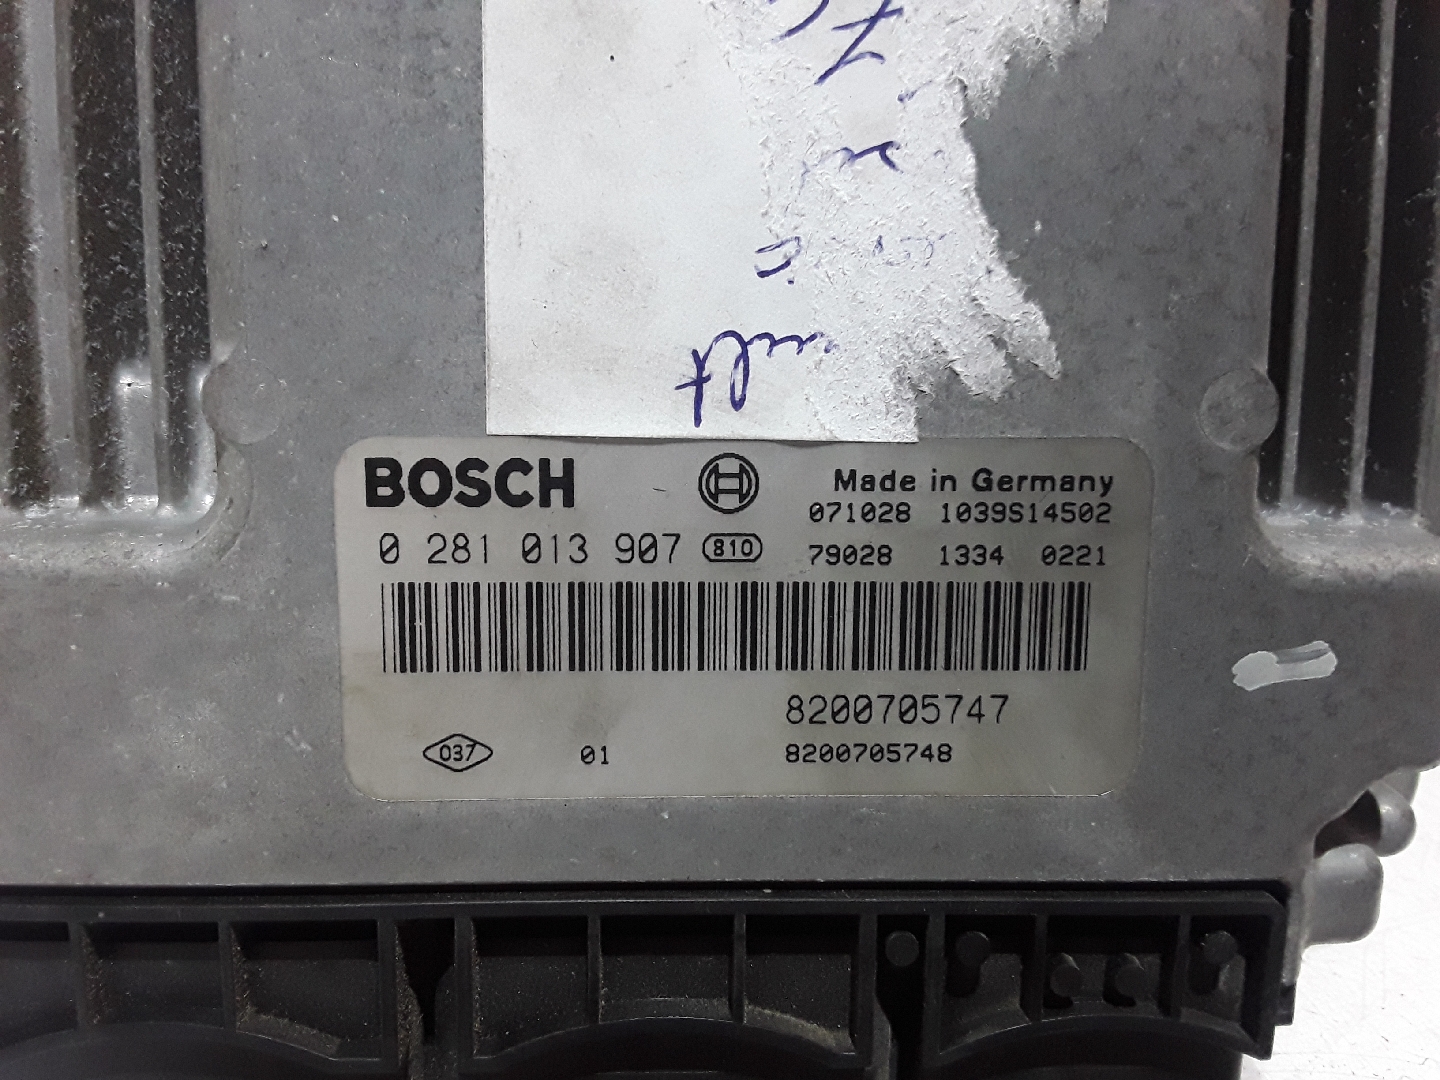 BOSCH
Made in Germany
071028 1039S14502
0 281 013 907 810 79028 1334 0221
8200705747
037 01 8200705748